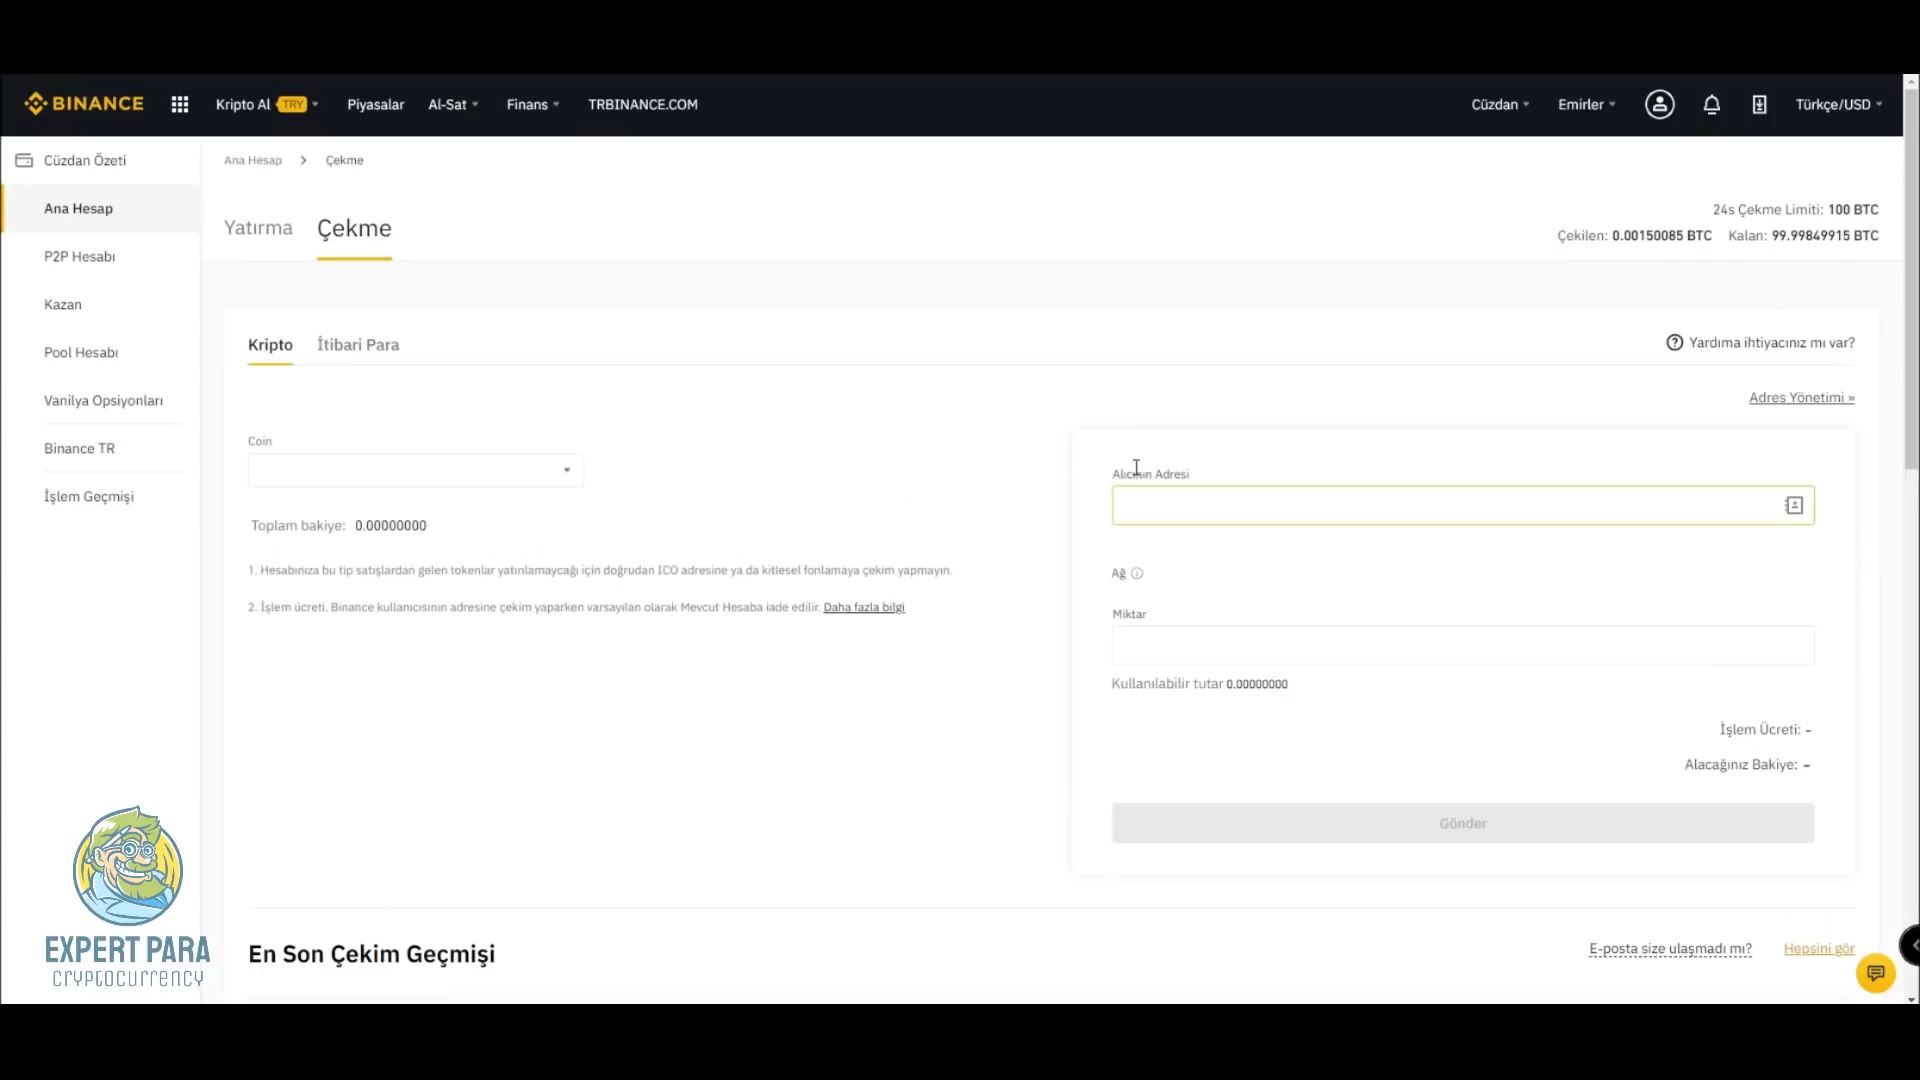 BINANCE Kripto Al TRY Piyasalar Al-Sat Finans TRBINANCE.COM Cüzdan Emirler Türkçe/USD
Cüzdan Özeti
Ana Hesap
P2P Hesabı
Kazan
Pool Hesabı
Vanilya Opsiyonları
Binance TR
İşlem Geçmişi
Ana Hesap > Çekme
Yatırma Çekme
24s Çekme Limiti: 100 BTC
Çekilen: 0.00150085 BTC Kalan: 99.99849915 BTC
Kripto İtibari Para
Yardıma ihtiyacınız mı var?
Adres Yönetimi »
Coin
Toplam bakiye: 0.00000000
1. Hesabınıza bu tip satışlardan gelen tokenlar yatırılamaycağı için doğrudan ICO adresine ya da kitlesel fonlamaya çekim yapmayın.
2. İşlem ücreti, Binance kullanıcısının adresine çekim yaparken varsayılan olarak Mevcut Hesaba iade edilir. Daha fazla bilgi
Alıcının Adresi
Ağ
Miktar
Kullanılabilir tutar 0.00000000
İşlem Ücreti: -
Alacağınız Bakiye: -
Gönder
En Son Çekim Geçmişi
E-posta size ulaşmadı mı? Hepsini gör
EXPERT PARA
CRYPTOCURRENCY